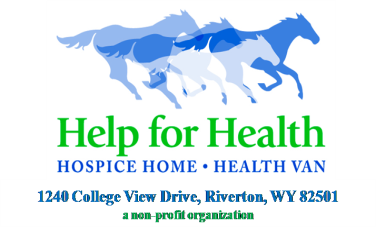 Help for Health
HOSPICE HOME • HEALTH VAN
1240 College View Drive, Riverton, WY 82501
a non-profit organization